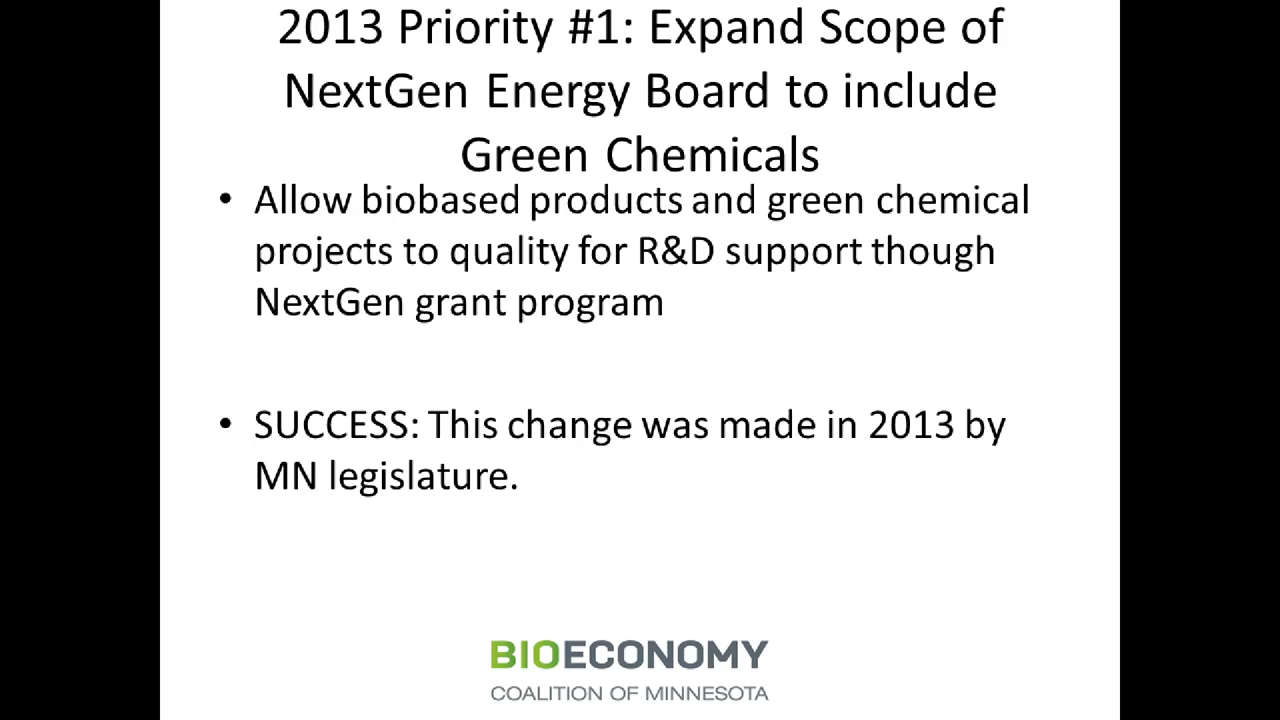 2013 Priority #1: Expand Scope of
NextGen Energy Board to include
Green Chemicals
• Allow biobased products and green chemical
projects to quality for R&D support though
NextGen grant program
• SUCCESS: This change was made in 2013 by
MN legislature.
BIOECONOMY
COALITION OF MINNESOTA